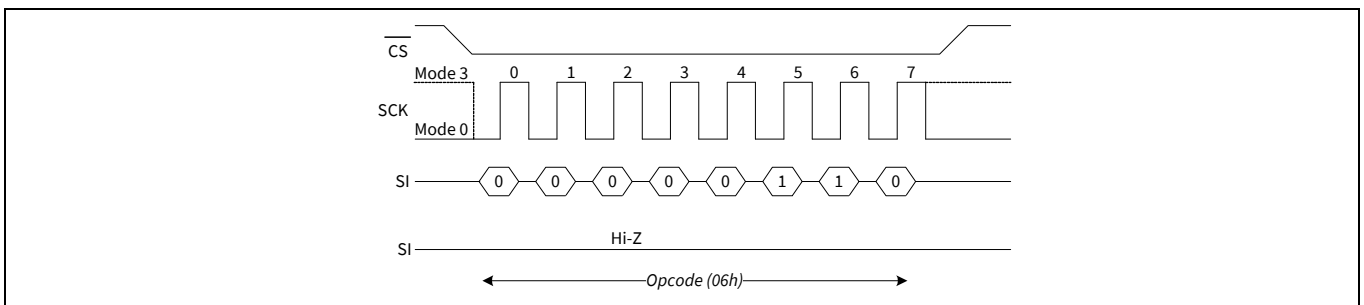 CS
Mode 3 0 1 2 3 4 5 6 7
SCK
Mode 0
SI 0 0 0 0 0 1 1 0
Hi-Z
SI
Opcode (06h)